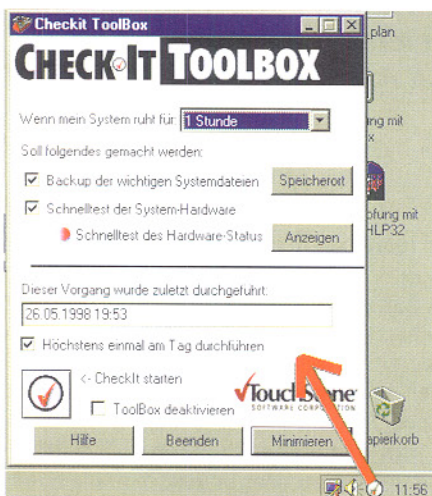 Checkit ToolBox
CHECK IT TOOLBOX
Wenn mein System ruht für: 1 Stunde
Soll folgendes gemacht werden:
Backup der wichtigen Systemdateien Speicherort
Schnelltest der System-Hardware
Schnelltest des Hardware-Status Anzeigen
Dieser Vorgang wurde zuletzt durchgeführt:
26.05.1998 19:53
Höchstens einmal am Tag durchführen
<- CheckIt starten
TouchStone
SOFTWARE CORPORATION
ToolBox deaktivieren
Hilfe Beenden Minimieren
plan
ung mit
x
pfung mit
HLP32
apierkorb
11:56